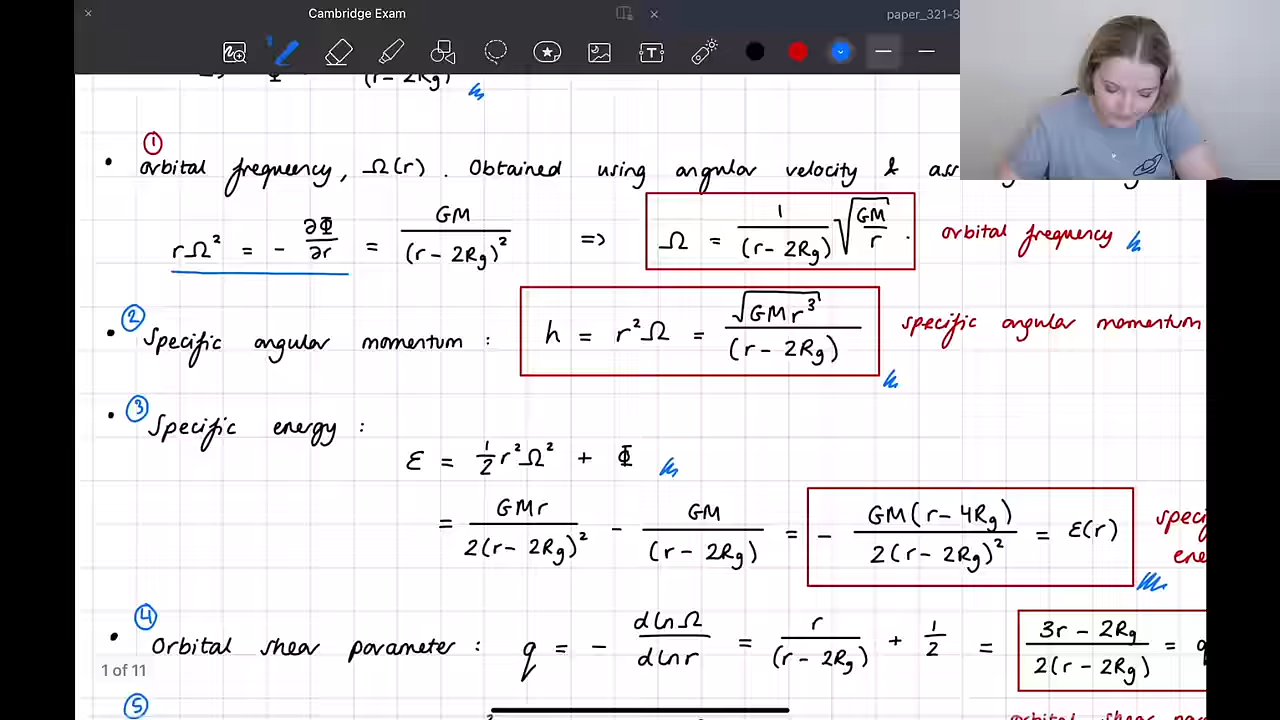 Cambridge Exam
paper_321-3
=> Φ (r - 2Rg)
①
• Orbital frequency, Ω(r). Obtained using angular velocity &
rΩ² = - ∂Φ/∂r = GM/(r - 2Rg)² => Ω = 1/(r - 2Rg) √(GM/r). orbital frequency
②
• Specific angular momentum : h = r²Ω = √(GMr³)/(r - 2Rg) specific angular momentum
③
• Specific energy :
ε = ½r²Ω² + Φ
= GMr/2(r - 2Rg)² - GM/(r - 2Rg) = - GM(r - 4Rg)/2(r - 2Rg)² = ε(r) speci
ene
④
• Orbital shear parameter : q = - dlnΩ/dlnr = r/(r - 2Rg) + ½ = 3r - 2Rg/2(r - 2Rg) = q
1 of 11
⑤
orbital shear